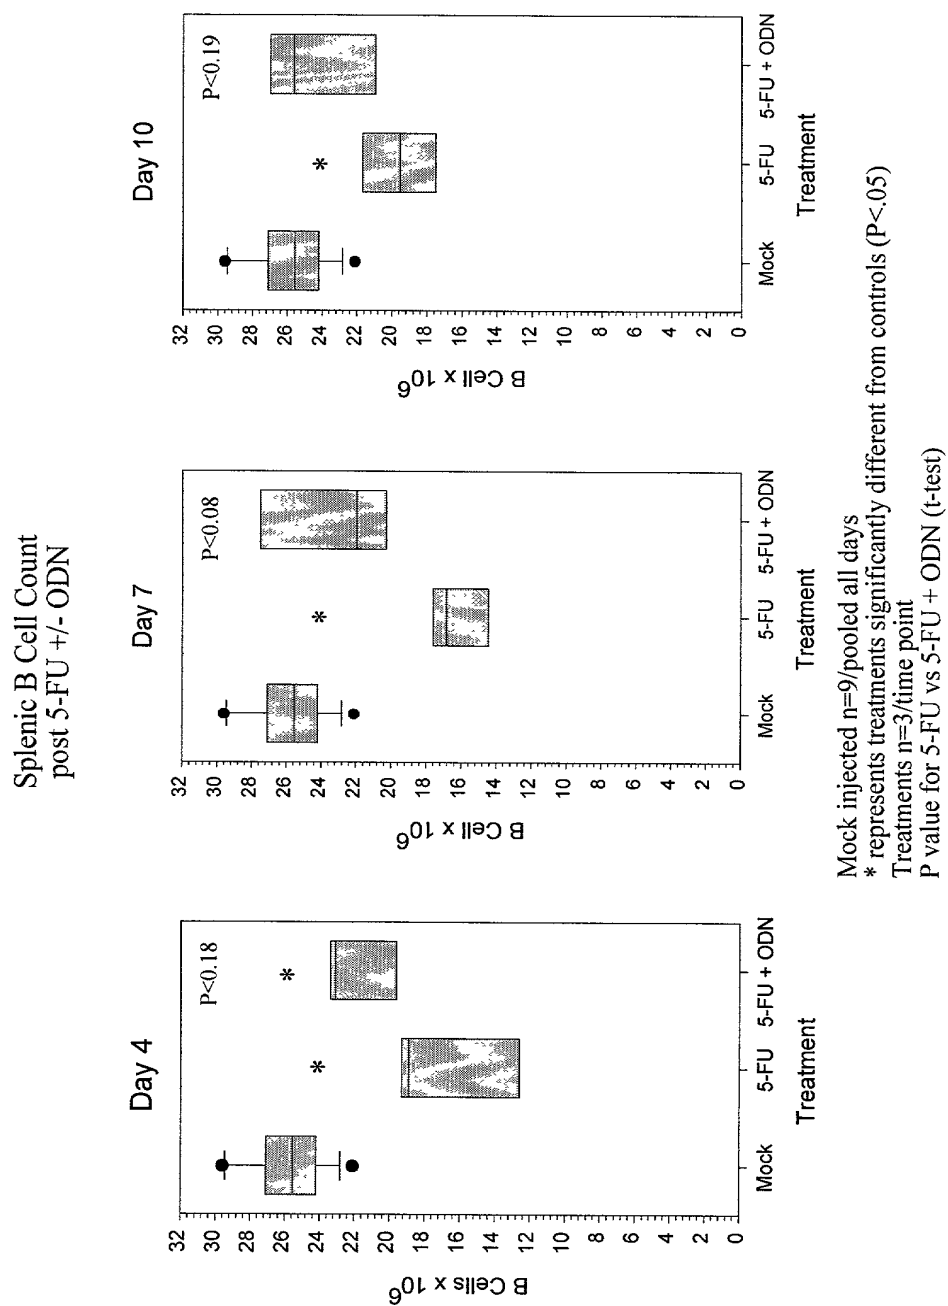 Splenic B Cell Count
post 5-FU +/- ODN
Day 4
B Cells x 10⁶
32
28
26
24
22
20
18
16
14
12
10
8
6
4
2
0
P<0.18
*
*
Mock
5-FU
5-FU + ODN
Treatment
Day 7
B Cell x 10⁶
32
28
26
24
22
20
18
16
14
12
10
8
6
4
2
0
P<0.08
*
Mock
5-FU
5-FU + ODN
Treatment
Day 10
B Cell x 10⁶
32
28
26
24
22
20
18
16
14
12
10
8
6
4
2
0
P<0.19
*
Mock
5-FU
5-FU + ODN
Treatment
Mock injected n=9/pooled all days
* represents treatments significantly different from controls (P<.05)
Treatments n=3/time point
P value for 5-FU vs 5-FU + ODN (t-test)